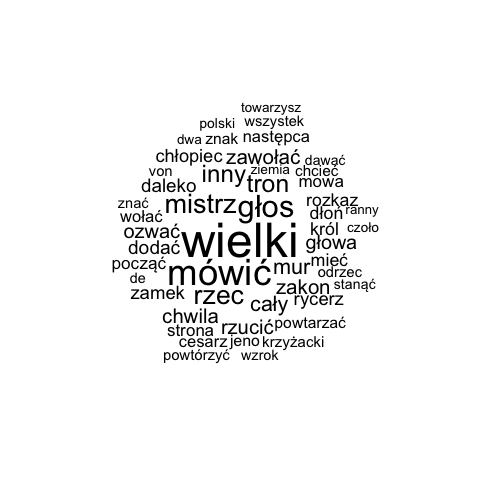 towarzysz
polski wszystek
dwa znak następca
chłopiec zawołać dawąć
von inny ziemia chcieć
daleko tron mowa
znać mistrz głos rozkaz
wołać dłoń ranny
ozwać wielki król czoło
dodać głowa
począć mówić mur mieć
de odrzec
zamek rzec cały zakon stanąć
rycerz
chwila rzucić powtarzać
strona
cesarz jeno krzyżacki
powtórzyć wzrok